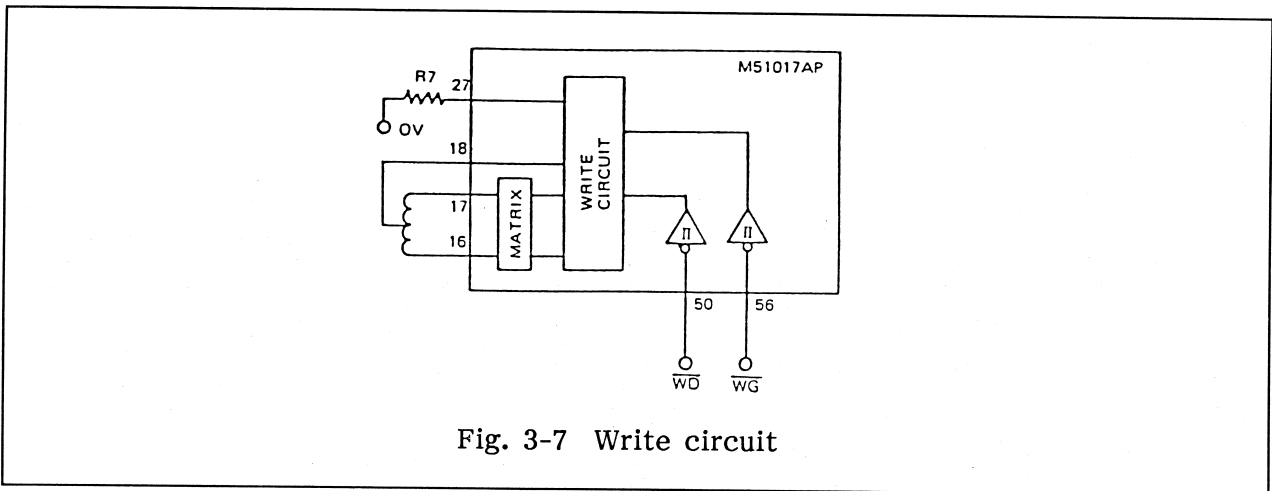 M51017AP
R7
27
0V
18
17
16
MATRIX
WRITE
CIRCUIT
50
56
WD
WG
Fig. 3-7 Write circuit